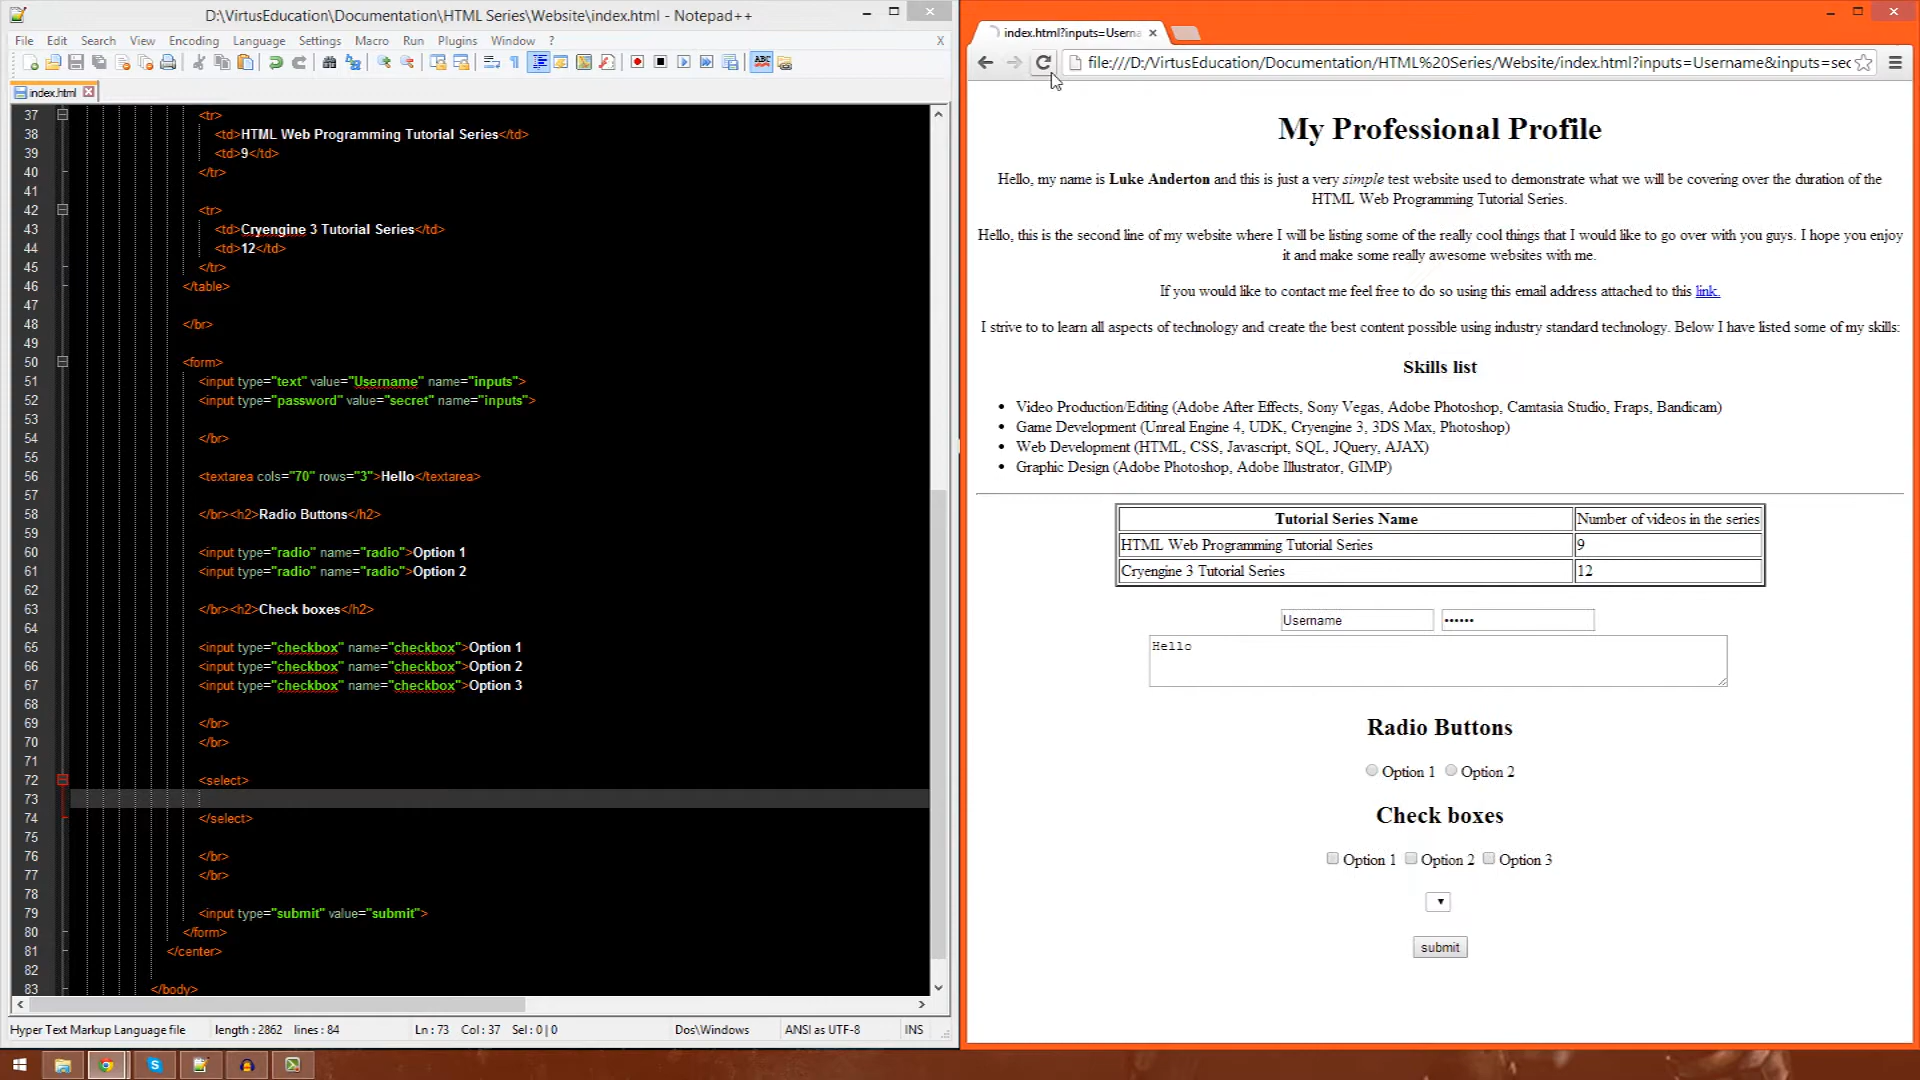 D:\VirtusEducation\Documentation\HTML Series\Website\index.html - Notepad++
File Edit Search View Encoding Language Settings Macro Run Plugins Window ? X
index.html
37 <tr>
38 <td>HTML Web Programming Tutorial Series</td>
39 <td>9</td>
40 </tr>
41
42 <tr>
43 <td>Cryengine 3 Tutorial Series</td>
44 <td>12</td>
45 </tr>
46 </table>
47
48 </br>
49
50 <form>
51 <input type="text" value="Username" name="inputs">
52 <input type="password" value="secret" name="inputs">
53
54 </br>
55
56 <textarea cols="70" rows="3">Hello</textarea>
57
58 </br><h2>Radio Buttons</h2>
59
60 <input type="radio" name="radio">Option 1
61 <input type="radio" name="radio">Option 2
62
63 </br><h2>Check boxes</h2>
64
65 <input type="checkbox" name="checkbox">Option 1
66 <input type="checkbox" name="checkbox">Option 2
67 <input type="checkbox" name="checkbox">Option 3
68
69 </br>
70 </br>
71
72 <select>
73
74 </select>
75
76 </br>
77 </br>
78
79 <input type="submit" value="submit">
80 </form>
81 </center>
82
83 </body>
Hyper Text Markup Language file length : 2862 lines : 84 Ln : 73 Col : 37 Sel : 0 | 0 Dos\Windows ANSI as UTF-8 INS
index.html?inputs=Userna
file:///D:/VirtusEducation/Documentation/HTML%20Series/Website/index.html?inputs=Username&inputs=sec
My Professional Profile
Hello, my name is Luke Anderton and this is just a very simple test website used to demonstrate what we will be covering over the duration of the
HTML Web Programming Tutorial Series.
Hello, this is the second line of my website where I will be listing some of the really cool things that I would like to go over with you guys. I hope you enjoy
it and make some really awesome websites with me.
If you would like to contact me feel free to do so using this email address attached to this link.
I strive to to learn all aspects of technology and create the best content possible using industry standard technology. Below I have listed some of my skills:
Skills list
• Video Production/Editing (Adobe After Effects, Sony Vegas, Adobe Photoshop, Camtasia Studio, Fraps, Bandicam)
• Game Development (Unreal Engine 4, UDK, Cryengine 3, 3DS Max, Photoshop)
• Web Development (HTML, CSS, Javascript, SQL, JQuery, AJAX)
• Graphic Design (Adobe Photoshop, Adobe Illustrator, GIMP)
Tutorial Series Name Number of videos in the series
HTML Web Programming Tutorial Series 9
Cryengine 3 Tutorial Series 12
Username ••••••
Hello
Radio Buttons
Option 1 Option 2
Check boxes
Option 1 Option 2 Option 3
submit